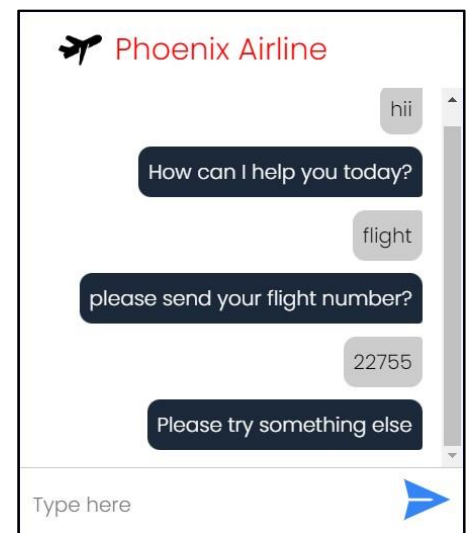 Phoenix Airline
hii
How can I help you today?
flight
please send your flight number?
22755
Please try something else
Type here